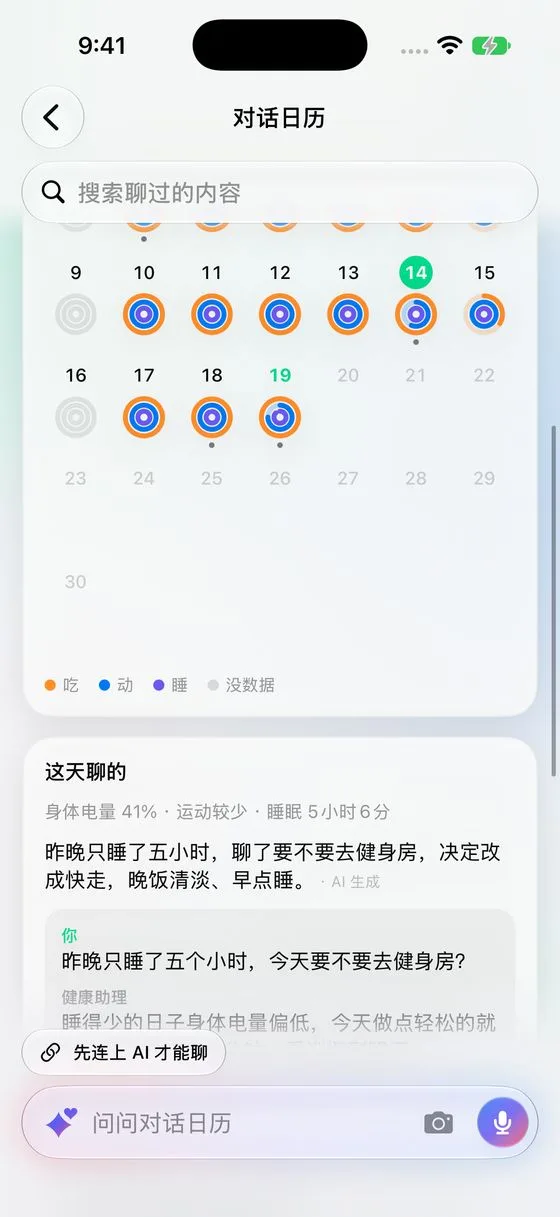 9:41
对话日历
搜索聊过的内容
9 10 11 12 13 14 15
16 17 18 19 20 21 22
23 24 25 26 27 28 29
30
吃 动 睡 没数据
这天聊的
身体电量 41% · 运动较少 · 睡眠 5小时6分
昨晚只睡了五小时，聊了要不要去健身房，决定改
成快走，晚饭清淡、早点睡。 · AI 生成
你
昨晚只睡了五个小时，今天要不要去健身房？
健康助理
睡得少的日子身体电量偏低，今天做点轻松的就
先连上 AI 才能聊
问问对话日历